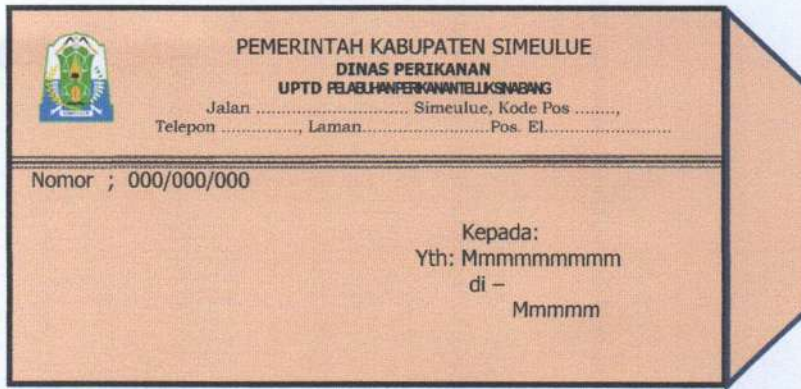 PEMERINTAH KABUPATEN SIMEULUE
DINAS PERIKANAN
UPTD PELABUHAN PERIKANAN TELUK SINABANG
Jalan ............................ Simeulue, Kode Pos ........,
Telepon ..............., Laman.......................Pos. El.......................
Nomor ; 000/000/000
Kepada:
Yth: Mmmmmmmmmm
di –
Mmmmm